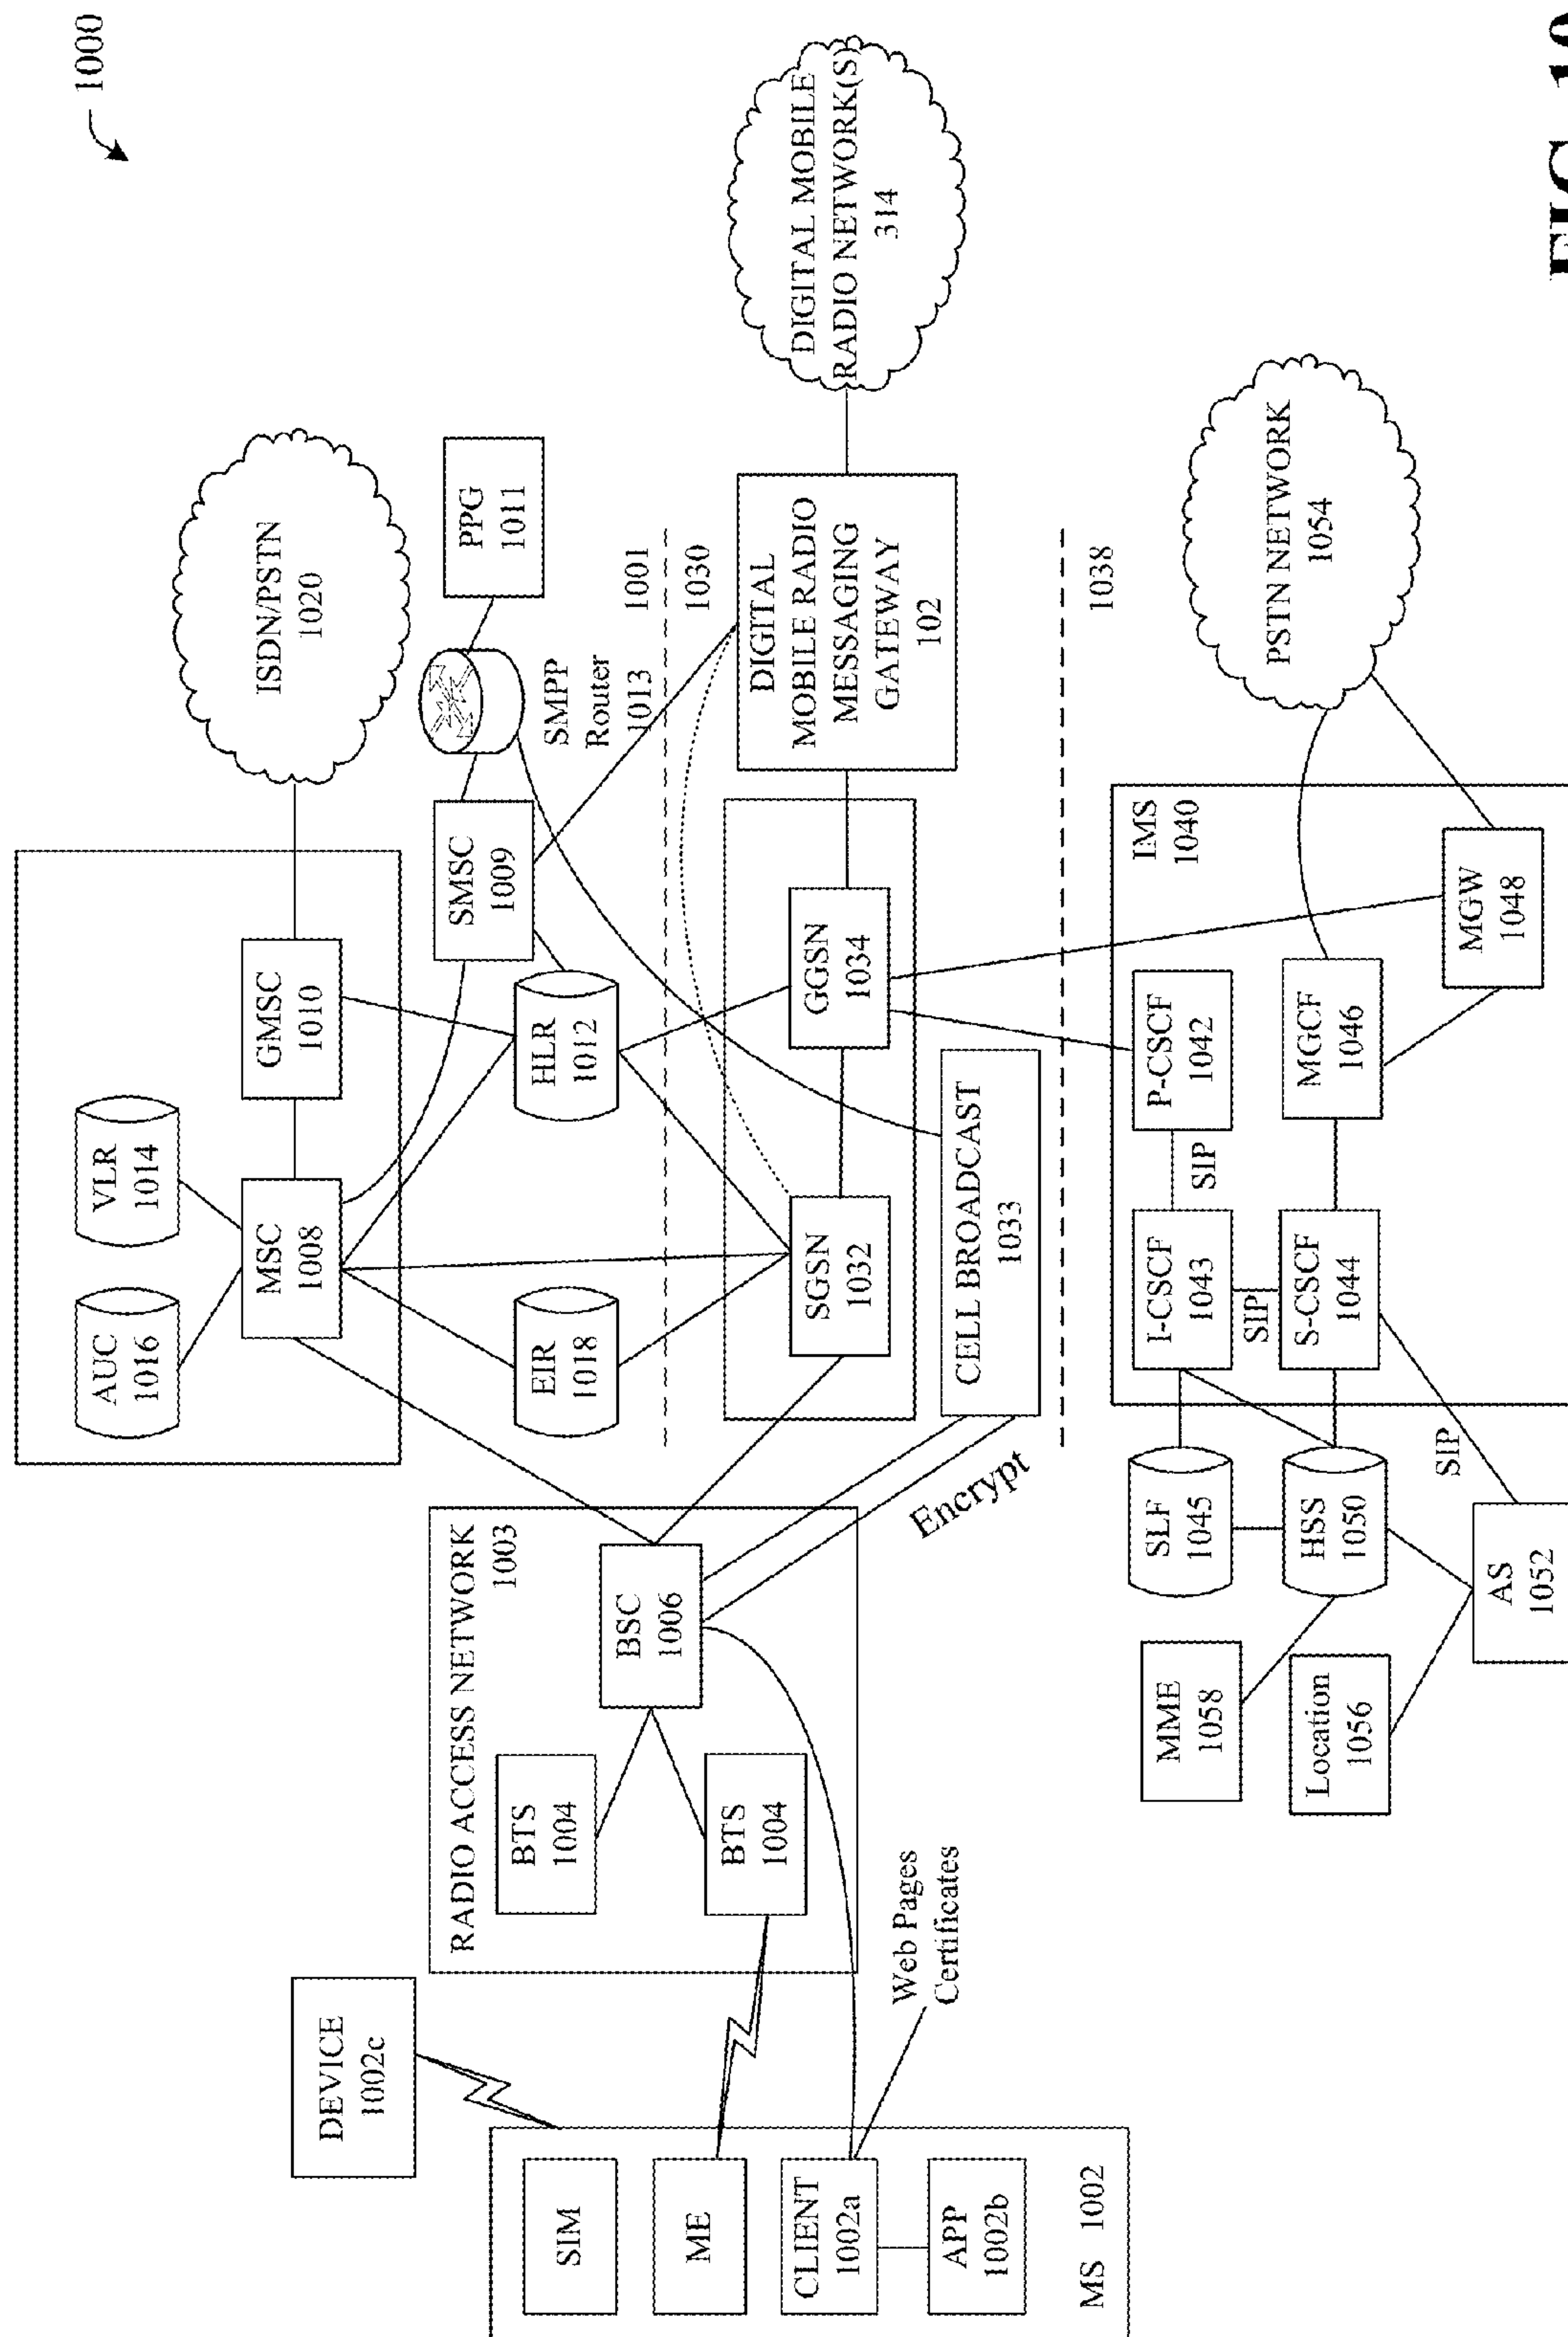 1000
AUC
1016
VLR
1014
MSC
1008
GMSC
1010
ISDN/PSTN
1020
SMSC
1009
PPG
1011
SMPP
Router
1013
EIR
1018
HLR
1012
1001
1030
DEVICE
1002c
RADIO ACCESS NETWORK
1003
BTS
1004
BTS
1004
BSC
1006
SIM
ME
CLIENT
1002a
APP
1002b
MS 1002
Web Pages
Certificates
Encrypt
SGSN
1032
GGSN
1034
CELL BROADCAST
1033
DIGITAL
MOBILE RADIO
MESSAGING
GATEWAY
102
DIGITAL MOBILE
RADIO NETWORK(S)
314
1038
IMS
1040
I-CSCF
1043
SIP
P-CSCF
1042
SIP
S-CSCF
1044
MGCF
1046
MGW
1048
PSTN NETWORK
1054
SLF
1045
HSS
1050
SIP
MME
1058
Location
1056
AS
1052
FIG. 10